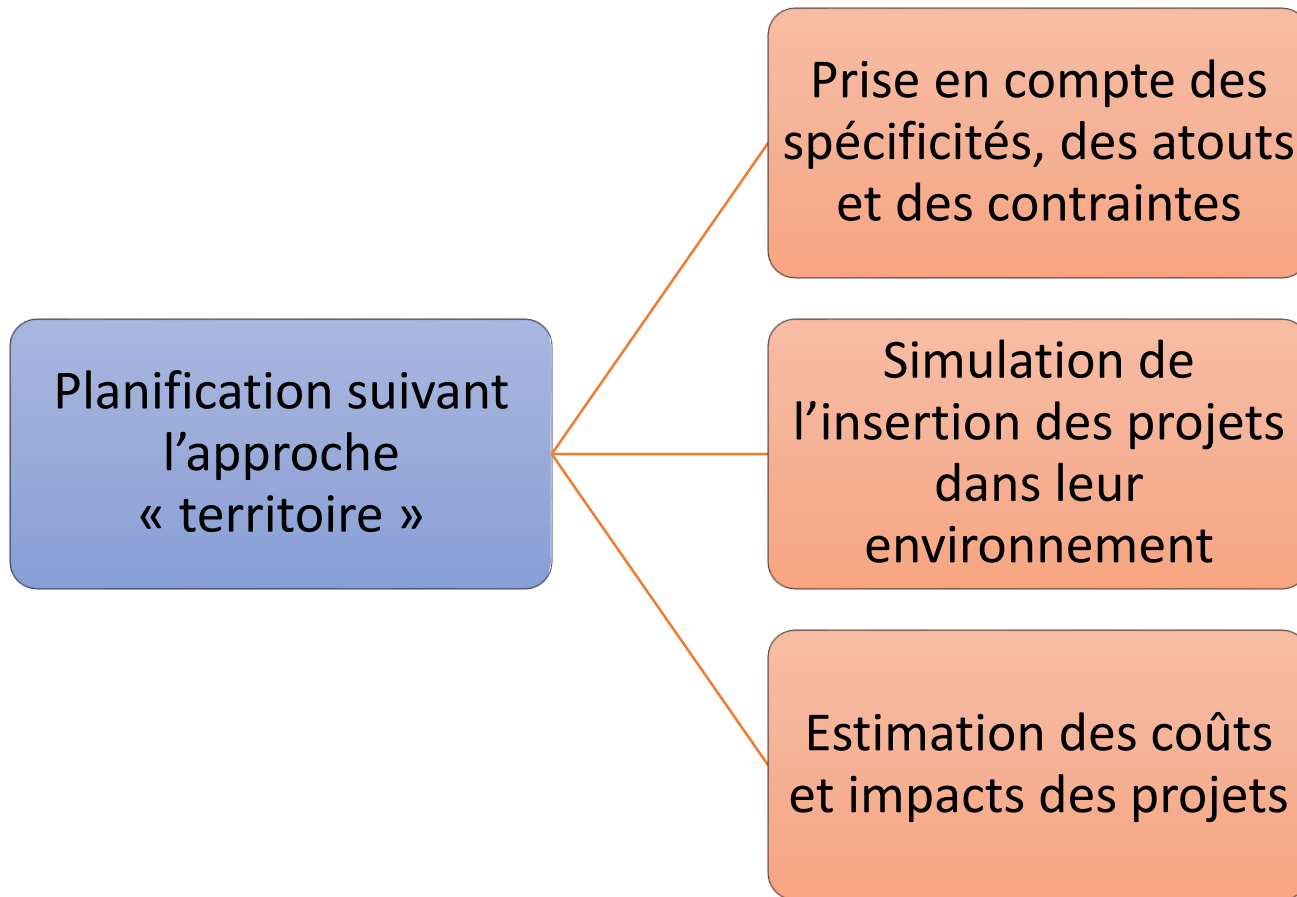 Planification suivant
l’approche
« territoire »
Prise en compte des
spécificités, des atouts
et des contraintes
Simulation de
l’insertion des projets
dans leur
environnement
Estimation des coûts
et impacts des projets